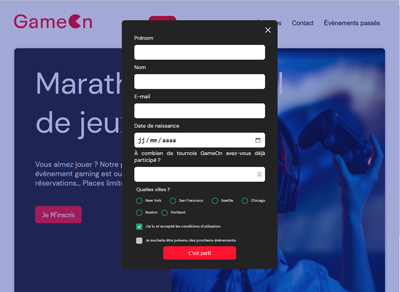 GameOn
Contact
Évènements passés
Marath
de jeux
Vous aimez jouer ? Notre
évènement gaming est ou
réservations... Places limité
Je M'inscris
Prénom
Nom
E-mail
Date de naissance
jj/mm/aaaa
À combien de tournois GameOn avez-vous déjà
participé ?
Quelles villes ?
New York
San Francisco
Seattle
Chicago
Boston
Portland
J'ai lu et accepté les conditions d'utilisation.
Je souhaite être prévenu des prochains évènements.
C'est parti